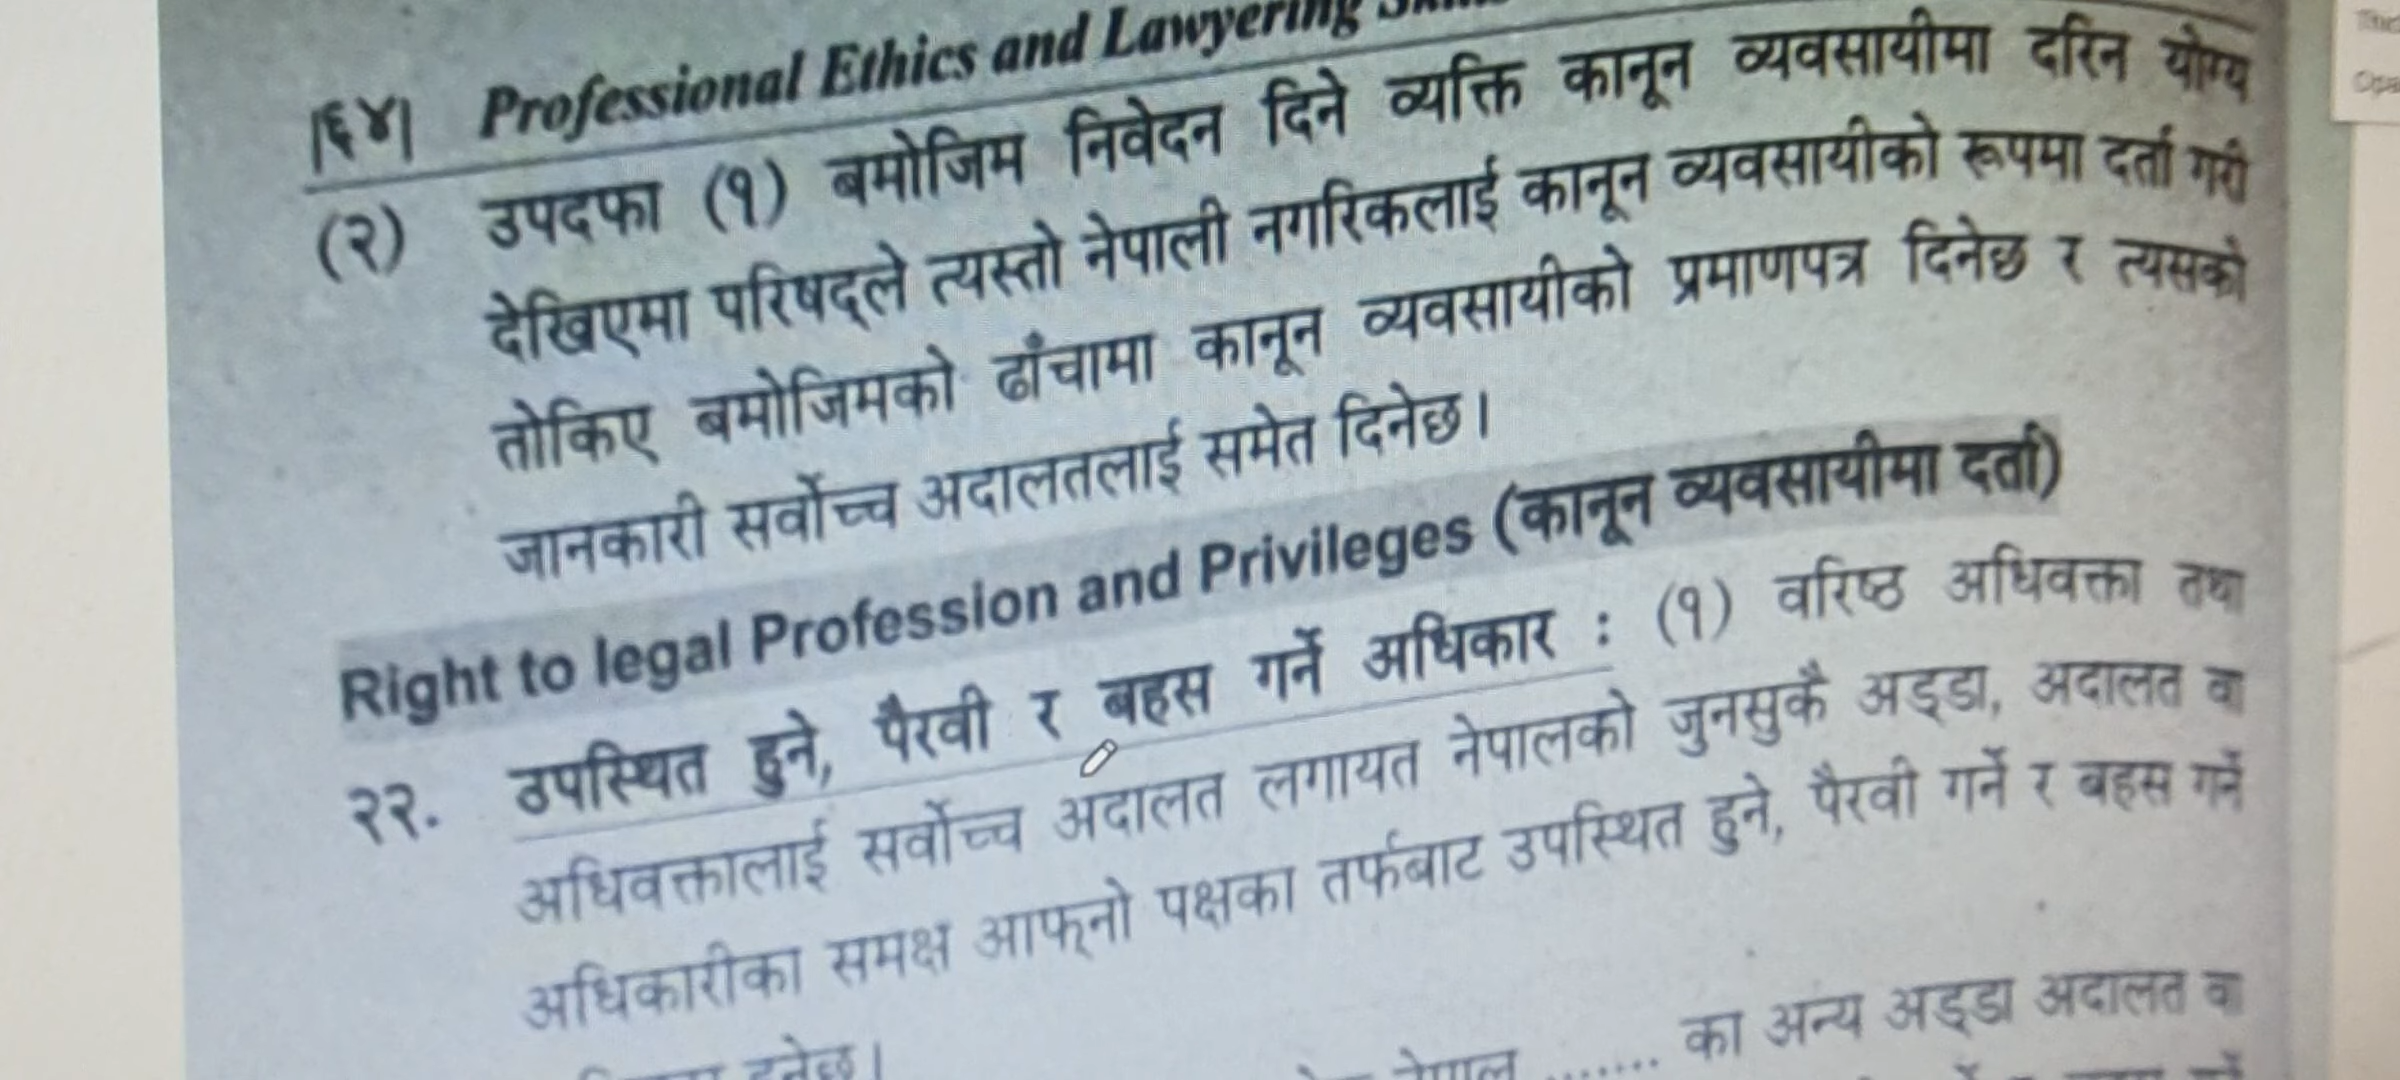 ।६४। Professional Ethics and Lawyering
(२) उपदफा (१) बमोजिम निवेदन दिने व्यक्ति कानून व्यवसायीमा दरिन योग्य
देखिएमा परिषद्ले त्यस्तो नेपाली नगरिकलाई कानून व्यवसायीको रूपमा दर्ता गरी
तोकिए बमोजिमको ढाँचामा कानून व्यवसायीको प्रमाणपत्र दिनेछ र त्यसको
जानकारी सर्वोच्च अदालतलाई समेत दिनेछ।
Right to legal Profession and Privileges (कानून व्यवसायीमा दर्ता)
२२. उपस्थित हुने, पैरवी र बहस गर्ने अधिकार : (१) वरिष्ठ अधिवक्ता तथा
अधिवक्तालाई सर्वोच्च अदालत लगायत नेपालको जुनसुकै अड्डा, अदालत वा
अधिकारीका समक्ष आफ्नो पक्षका तर्फबाट उपस्थित हुने, पैरवी गर्ने र बहस गर्ने
हुनेछ।
नेपाल ....... का अन्य अड्डा अदालत वा